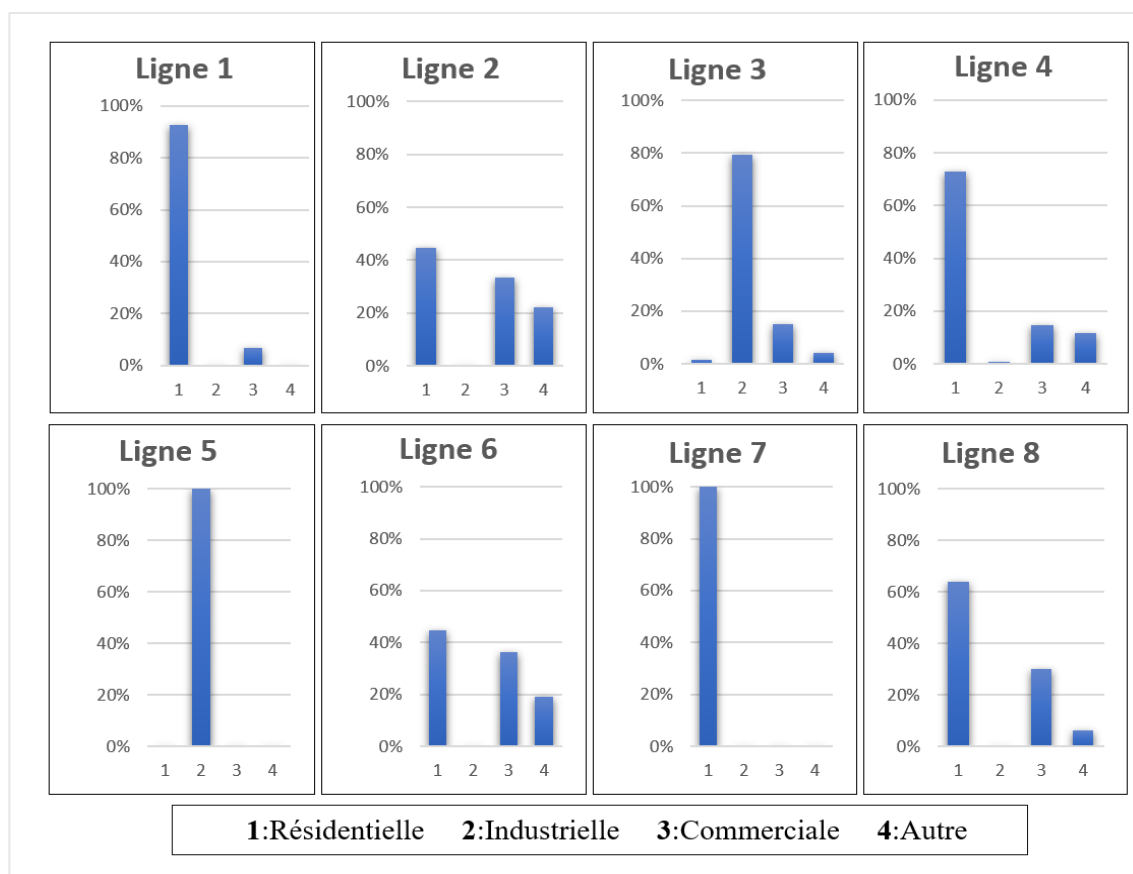 Ligne 1
100%
80%
60%
40%
20%
0%
1 2 3 4
Ligne 2
100%
80%
60%
40%
20%
0%
1 2 3 4
Ligne 3
100%
80%
60%
40%
20%
0%
1 2 3 4
Ligne 4
100%
80%
60%
40%
20%
0%
1 2 3 4
Ligne 5
100%
80%
60%
40%
20%
0%
1 2 3 4
Ligne 6
100%
80%
60%
40%
20%
0%
1 2 3 4
Ligne 7
100%
80%
60%
40%
20%
0%
1 2 3 4
Ligne 8
100%
80%
60%
40%
20%
0%
1 2 3 4
1:Résidentielle 2:Industrielle 3:Commerciale 4:Autre